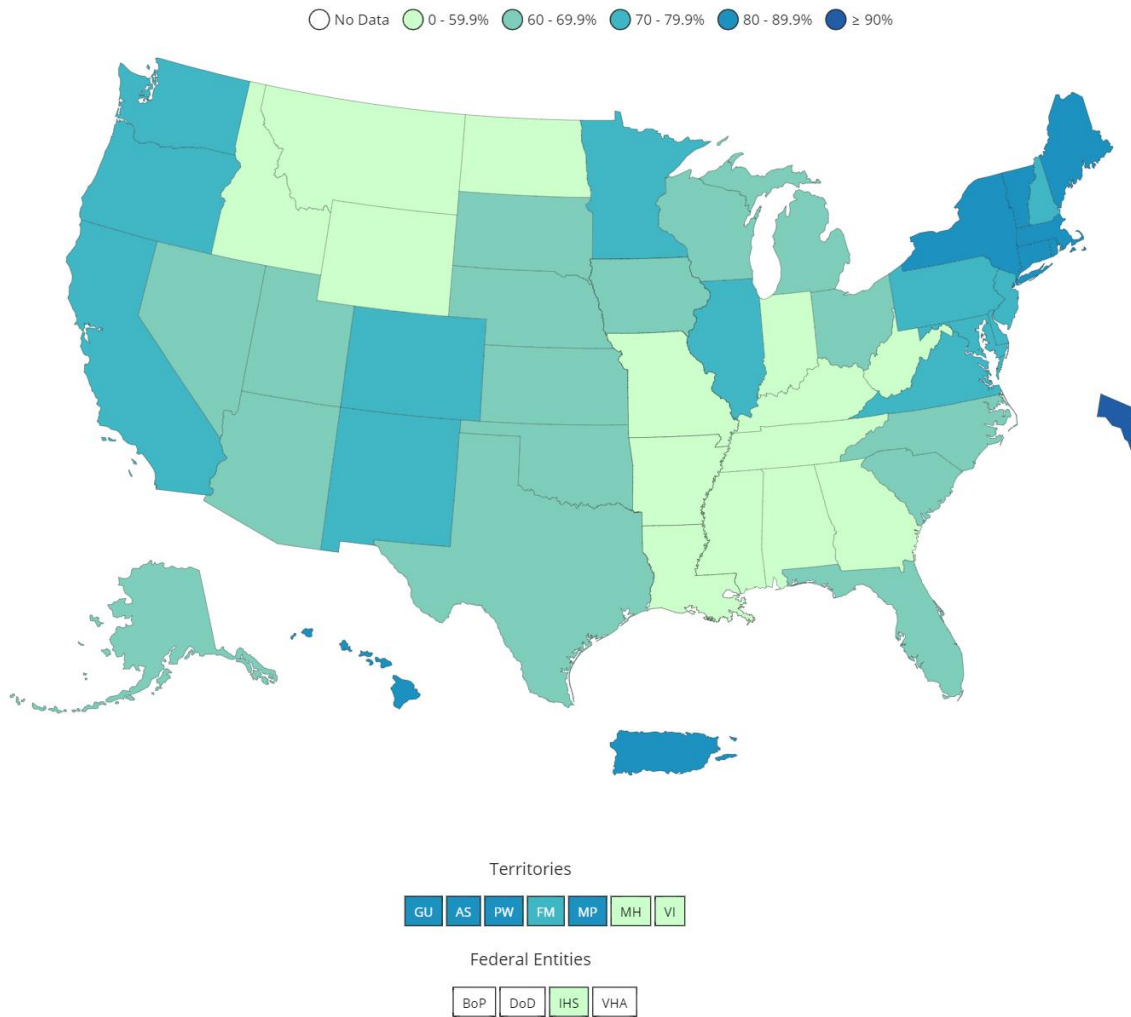 No Data 0 - 59.9% 60 - 69.9% 70 - 79.9% 80 - 89.9% ≥ 90%
Territories
GU AS PW FM MP MH VI
Federal Entities
BoP DoD IHS VHA